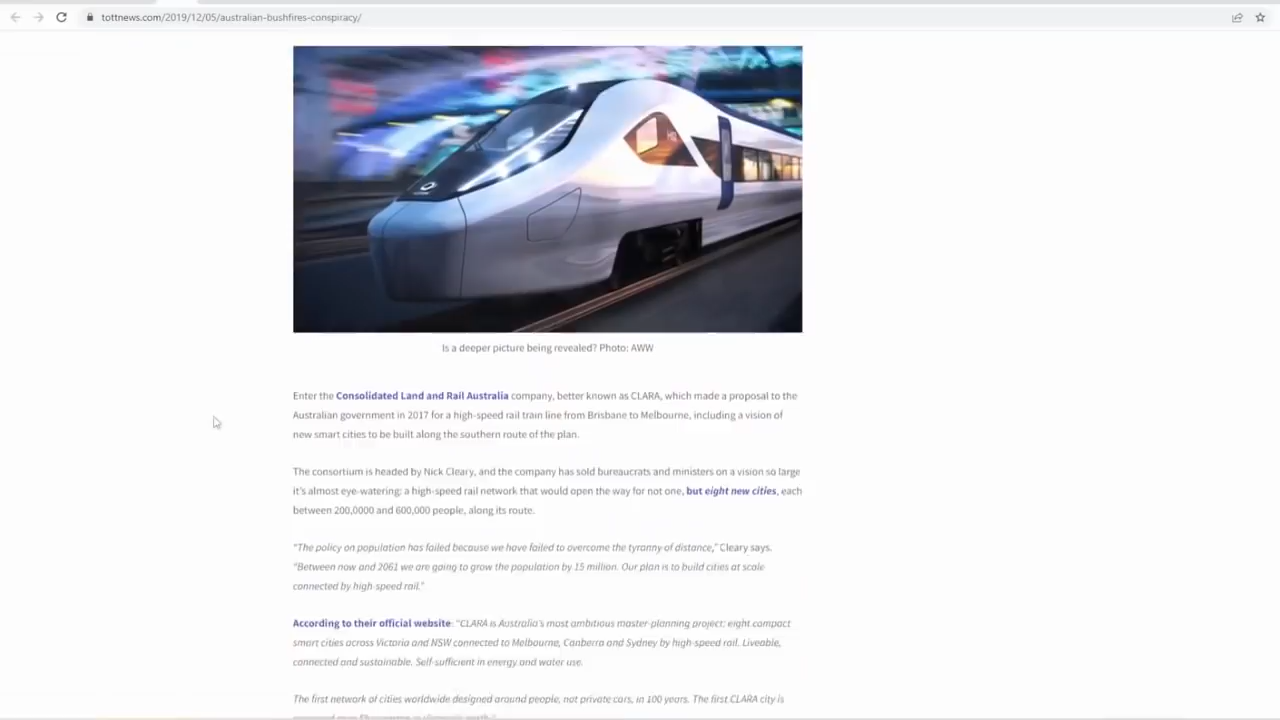 tottnews.com/2019/12/05/australian-bushfires-conspiracy/
Is a deeper picture being revealed? Photo: AWW
Enter the Consolidated Land and Rail Australia company, better known as CLARA, which made a proposal to the
Australian government in 2017 for a high-speed rail train line from Brisbane to Melbourne, including a vision of
new smart cities to be built along the southern route of the plan.
The consortium is headed by Nick Cleary, and the company has sold bureaucrats and ministers on a vision so large
it's almost eye-watering: a high-speed rail network that would open the way for not one, but eight new cities, each
between 200,0000 and 600,000 people, along its route.
"The policy on population has failed because we have failed to overcome the tyranny of distance," Cleary says.
"Between now and 2061 we are going to grow the population by 15 million. Our plan is to build cities at scale
connected by high-speed rail."
According to their official website: "CLARA is Australia's most ambitious master-planning project: eight compact
smart cities across Victoria and NSW connected to Melbourne, Canberra and Sydney by high-speed rail. Liveable,
connected and sustainable. Self-sufficient in energy and water use.
The first network of cities worldwide designed around people, not private cars, in 100 years. The first CLARA city is